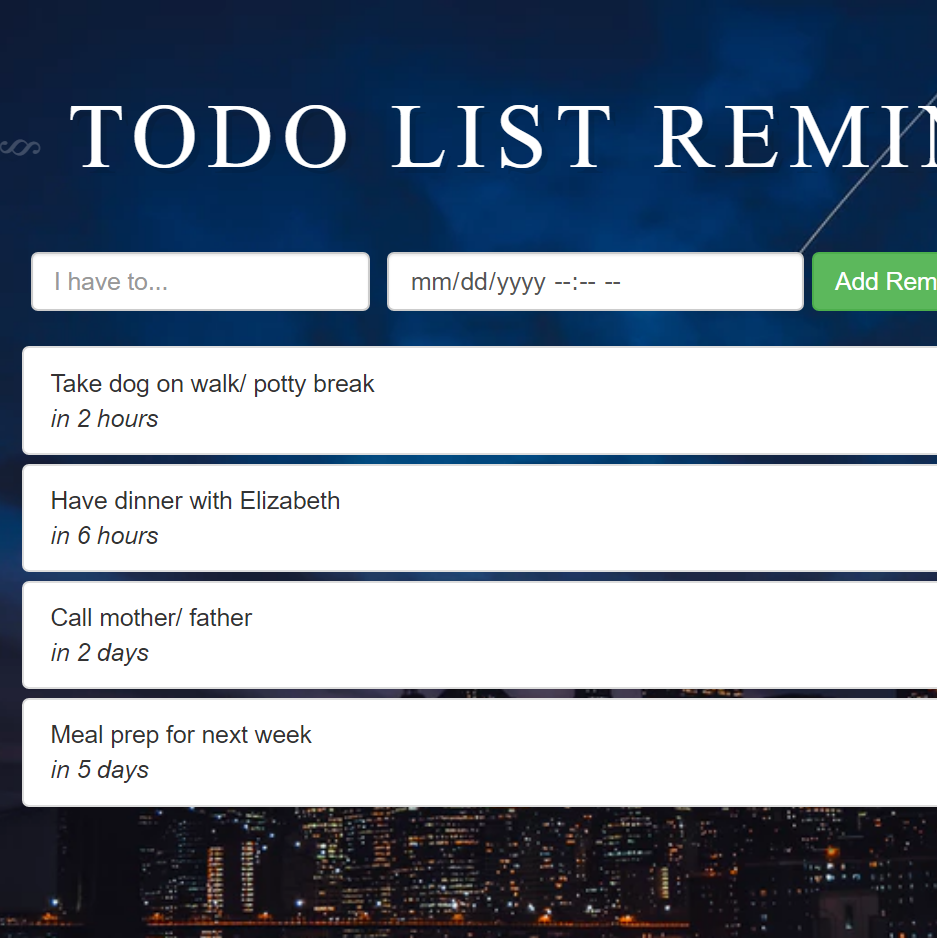 TODO LIST REMIN
I have to...
mm/dd/yyyy --:-- --
Add Rem
Take dog on walk/ potty break
in 2 hours
Have dinner with Elizabeth
in 6 hours
Call mother/ father
in 2 days
Meal prep for next week
in 5 days